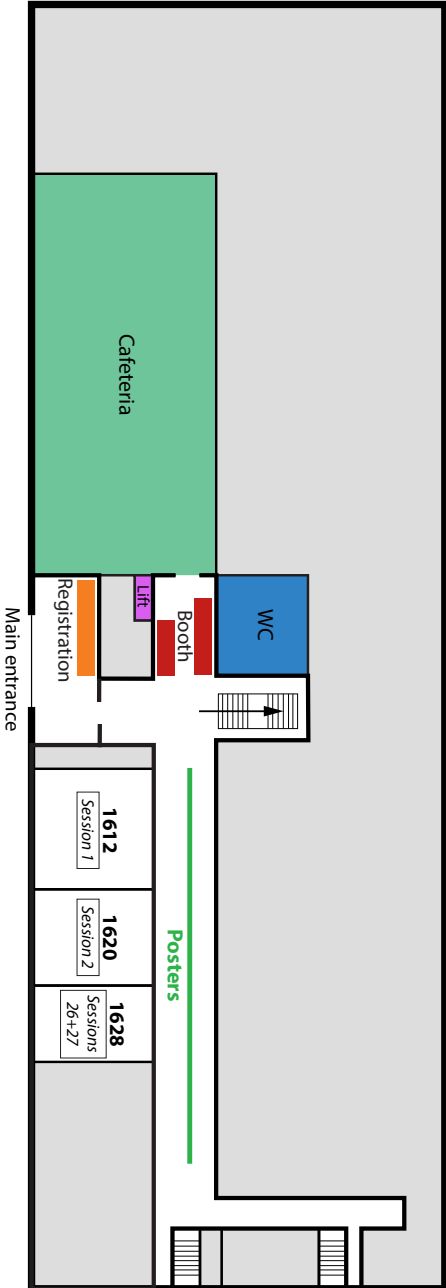 Cafeteria
Lift
WC
Booth
Registration
Main entrance
1612
Session 1
Posters
1620
Session 2
1628
Sessions
26+27